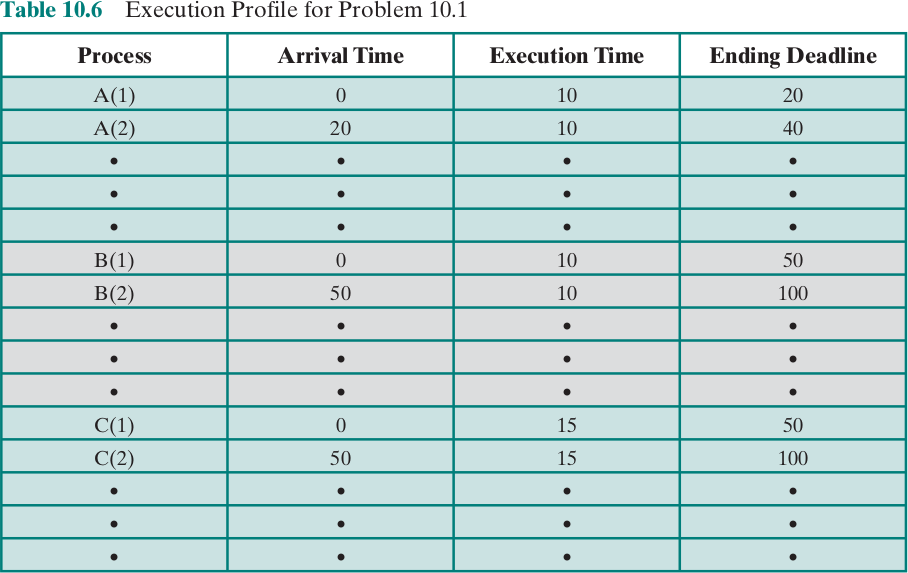 Table 10.6 Execution Profile for Problem 10.1
Process Arrival Time Execution Time Ending Deadline
A(1) 0 10 20
A(2) 20 10 40
• • • •
• • • •
• • • •
B(1) 0 10 50
B(2) 50 10 100
• • • •
• • • •
• • • •
C(1) 0 15 50
C(2) 50 15 100
• • • •
• • • •
• • • •